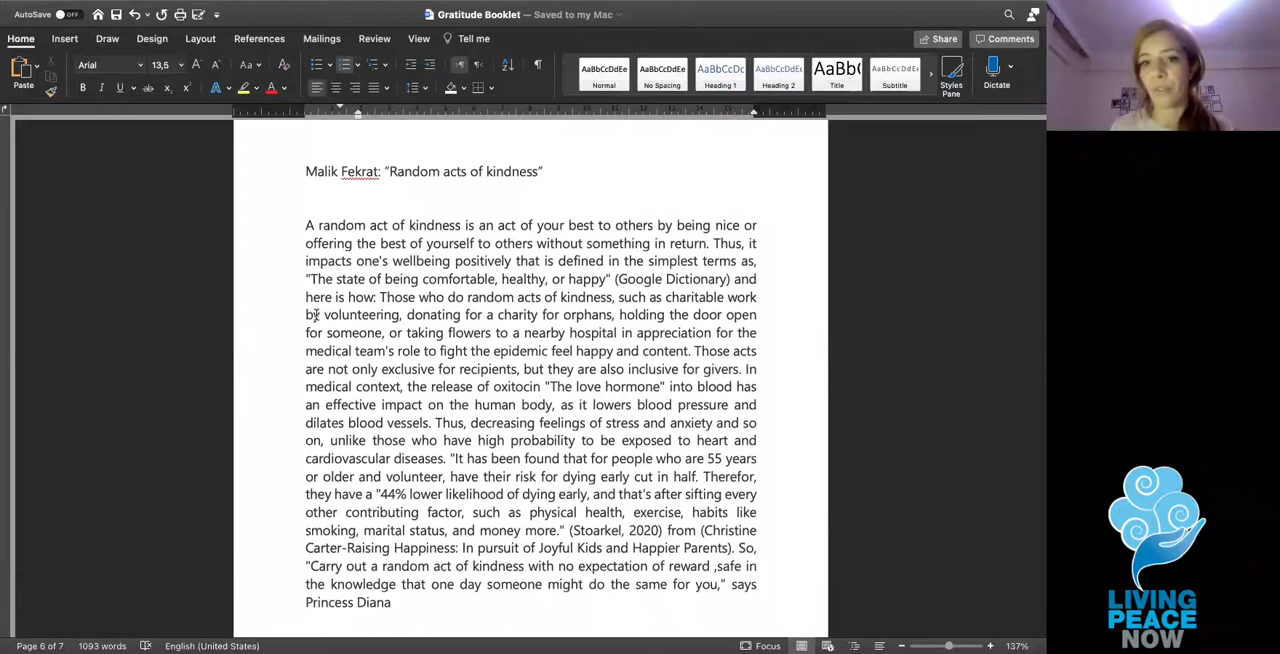 AutoSave OFF
Gratitude Booklet — Saved to my Mac
Home Insert Draw Design Layout References Mailings Review View Tell me
Share Comments
Paste
Arial 13,5
AaBbCcDdEe AaBbCcDdEe AaBbCcDc AaBbCcDdEe AaBb( AaBbCcDdEe
Normal No Spacing Heading 1 Heading 2 Title Subtitle
Styles Pane
Dictate
Malik Fekrat: "Random acts of kindness"
A random act of kindness is an act of your best to others by being nice or
offering the best of yourself to others without something in return. Thus, it
impacts one's wellbeing positively that is defined in the simplest terms as,
"The state of being comfortable, healthy, or happy" (Google Dictionary) and
here is how: Those who do random acts of kindness, such as charitable work
by volunteering, donating for a charity for orphans, holding the door open
for someone, or taking flowers to a nearby hospital in appreciation for the
medical team's role to fight the epidemic feel happy and content. Those acts
are not only exclusive for recipients, but they are also inclusive for givers. In
medical context, the release of oxitocin "The love hormone" into blood has
an effective impact on the human body, as it lowers blood pressure and
dilates blood vessels. Thus, decreasing feelings of stress and anxiety and so
on, unlike those who have high probability to be exposed to heart and
cardiovascular diseases. "It has been found that for people who are 55 years
or older and volunteer, have their risk for dying early cut in half. Therefor,
they have a "44% lower likelihood of dying early, and that's after sifting every
other contributing factor, such as physical health, exercise, habits like
smoking, marital status, and money more." (Stoarkel, 2020) from (Christine
Carter-Raising Happiness: In pursuit of Joyful Kids and Happier Parents). So,
"Carry out a random act of kindness with no expectation of reward ,safe in
the knowledge that one day someone might do the same for you," says
Princess Diana
Page 6 of 7 1093 words English (United States)
Focus 137%
LIVING
PEACE
NOW